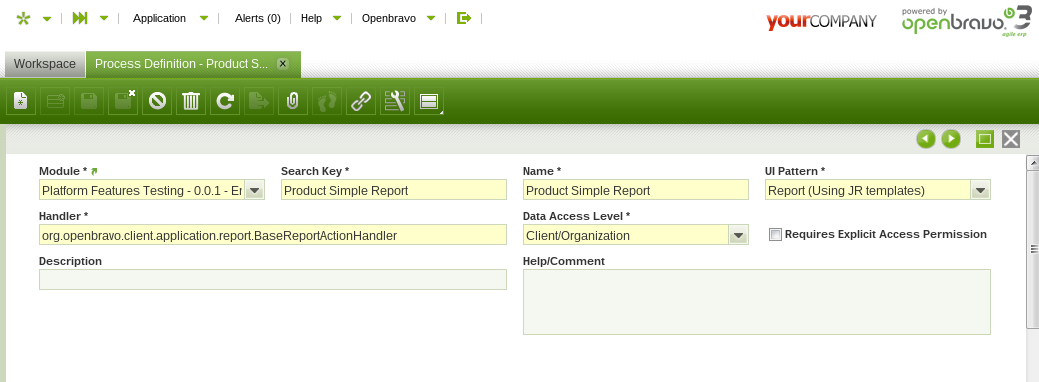 Application Alerts (0) Help Openbravo
yourCOMPANY
powered by
openbravo 3
agile erp
Workspace Process Definition - Product S...
Module * Search Key * Name * UI Pattern *
Platform Features Testing - 0.0.1 - Er Product Simple Report Product Simple Report Report (Using JR templates)
Handler * Data Access Level *
org.openbravo.client.application.report.BaseReportActionHandler Client/Organization Requires Explicit Access Permission
Description Help/Comment